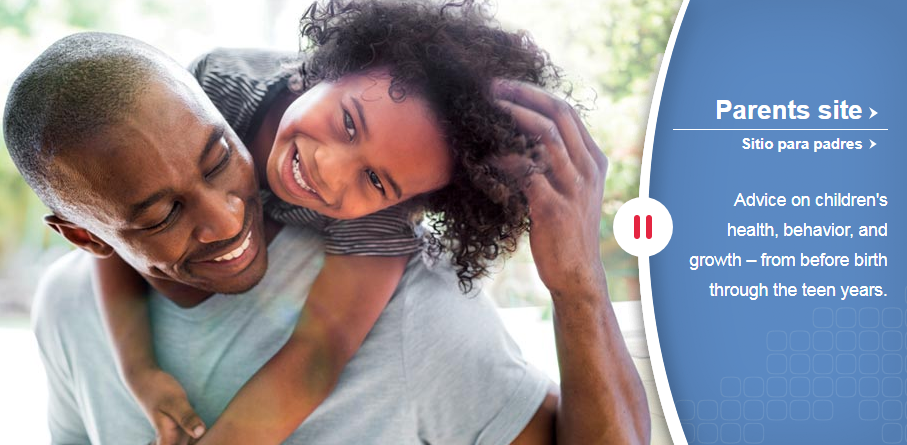 Parents site
Sitio para padres
Advice on children's
health, behavior, and
growth – from before birth
through the teen years.